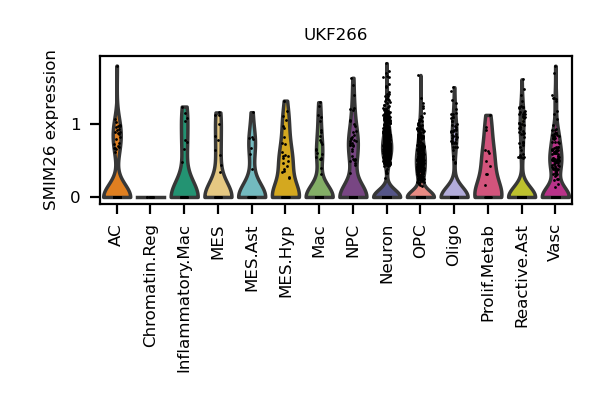 UKF266
SMIM26 expression
1
0
AC
Chromatin.Reg
Inflammatory.Mac
MES
MES.Ast
MES.Hyp
Mac
NPC
Neuron
OPC
Oligo
Prolif.Metab
Reactive.Ast
Vasc